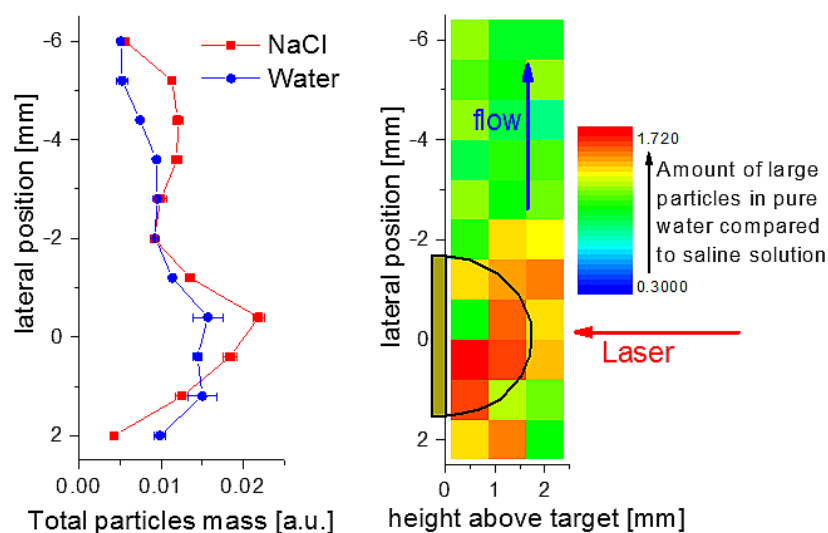 NaCl
Water
-6
-4
-2
0
2
lateral position [mm]
0.00
0.01
0.02
Total particles mass [a.u.]
-6
-4
-2
0
2
lateral position [mm]
0
1
2
height above target [mm]
flow
Laser
1.720
0.3000
Amount of large
particles in pure
water compared
to saline solution